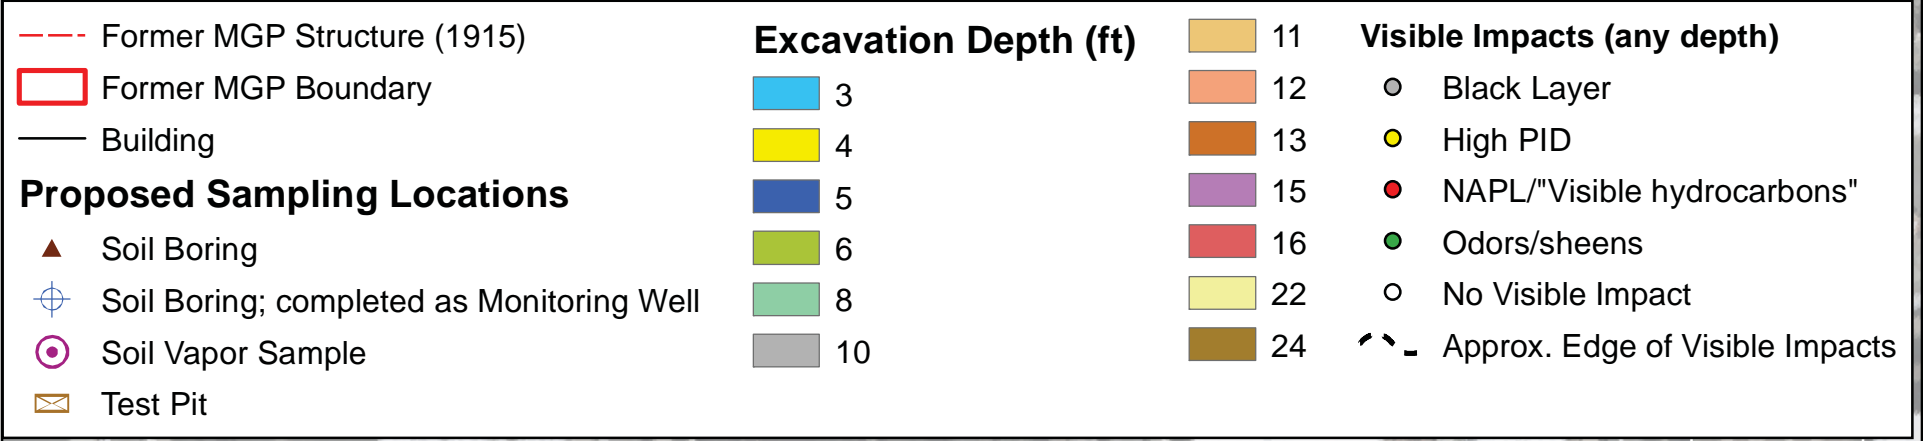 Former MGP Structure (1915)
Former MGP Boundary
Building
Proposed Sampling Locations
Soil Boring
Soil Boring; completed as Monitoring Well
Soil Vapor Sample
Test Pit
Excavation Depth (ft)
3
4
5
6
8
10
11
12
13
15
16
22
24
Visible Impacts (any depth)
Black Layer
High PID
NAPL/"Visible hydrocarbons"
Odors/sheens
No Visible Impact
Approx. Edge of Visible Impacts